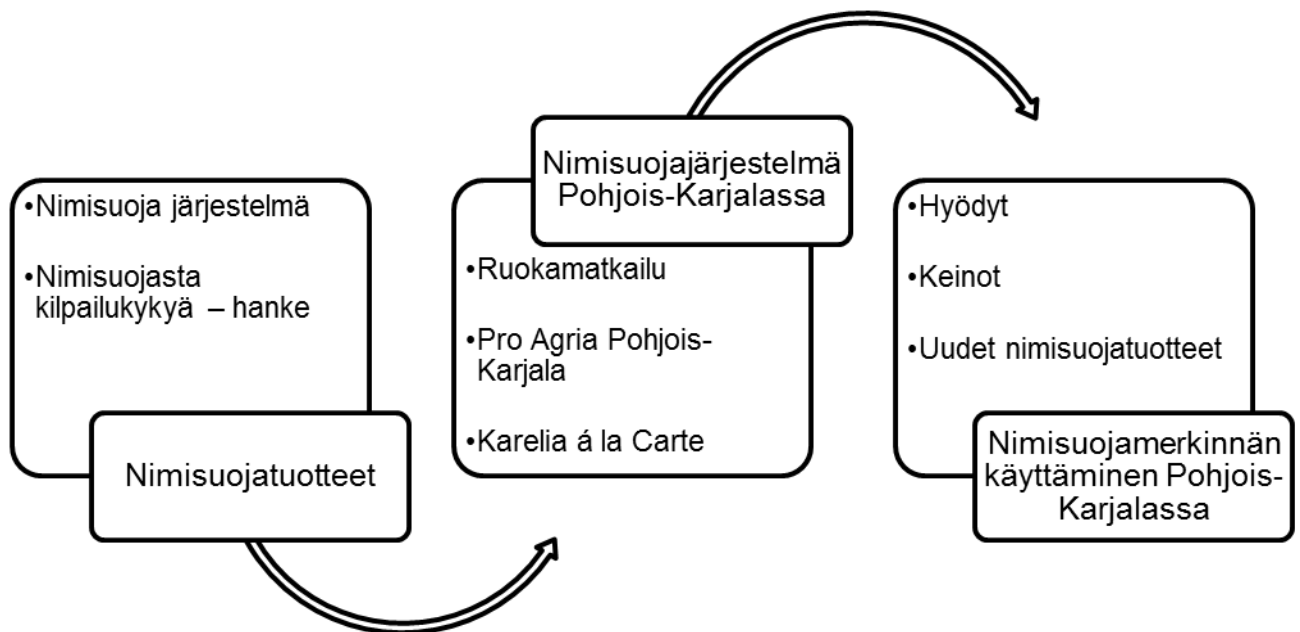 •Nimisuoja järjestelmä
•Nimisuojasta
kilpailukykyä – hanke
Nimisuojatuotteet
Nimisuojajärjestelmä
Pohjois-Karjalassa
•Ruokamatkailu
•Pro Agria Pohjois-
Karjala
•Karelia á la Carte
•Hyödyt
•Keinot
•Uudet nimisuojatuotteet
Nimisuojamerkinnän
käyttäminen Pohjois-
Karjalassa